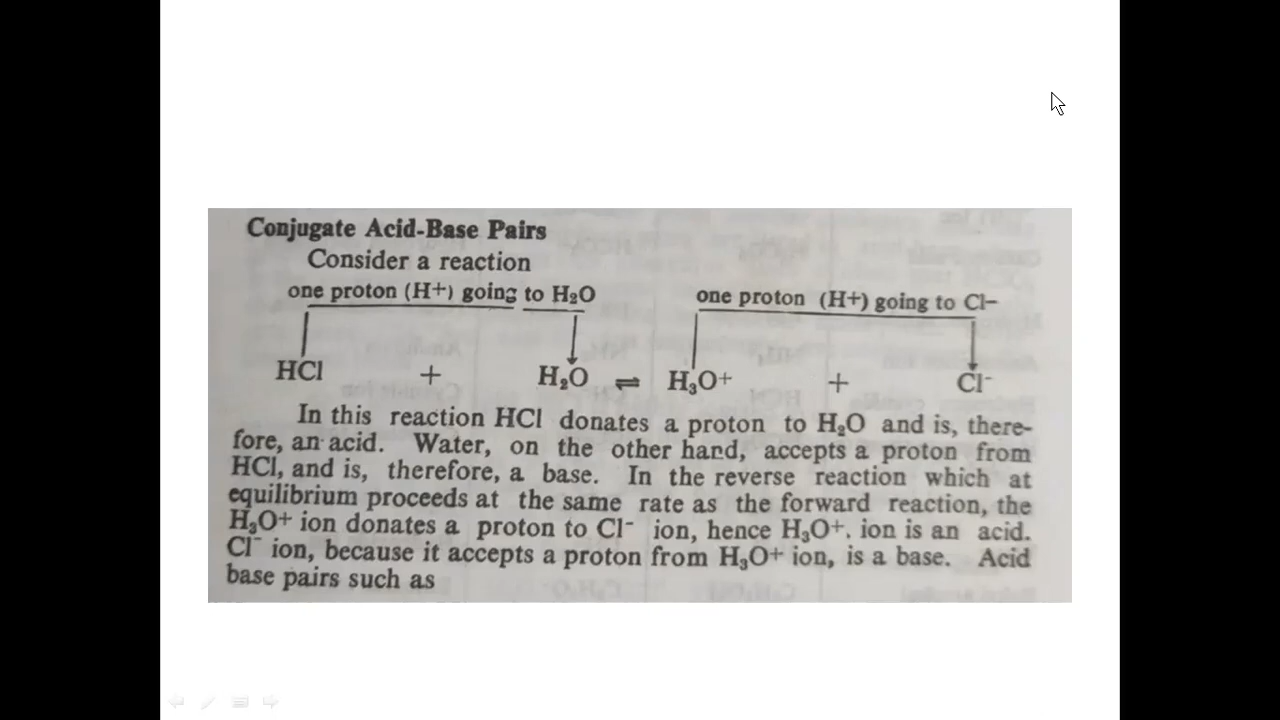 Conjugate Acid-Base Pairs
Consider a reaction
one proton (H+) going to H₂O one proton (H+) going to Cl−
HCl + H₂O ⇌ H₃O+ + Cl⁻
In this reaction HCl donates a proton to H₂O and is, there-
fore, an acid. Water, on the other hand, accepts a proton from
HCl, and is, therefore, a base. In the reverse reaction which at
equilibrium proceeds at the same rate as the forward reaction, the
H₃O+ ion donates a proton to Cl⁻ ion, hence H₃O+. ion is an acid.
Cl⁻ ion, because it accepts a proton from H₃O+ ion, is a base. Acid
base pairs such as